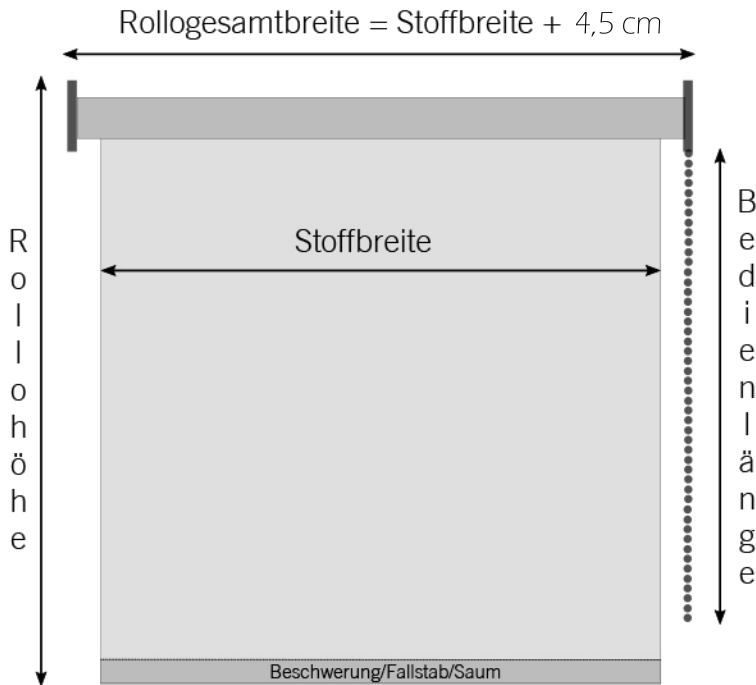 Rollogesamtbreite = Stoffbreite + 4,5 cm
Stoffbreite
Rollohöhe
Bedienlänge
Beschwerung/Fallstab/Saum